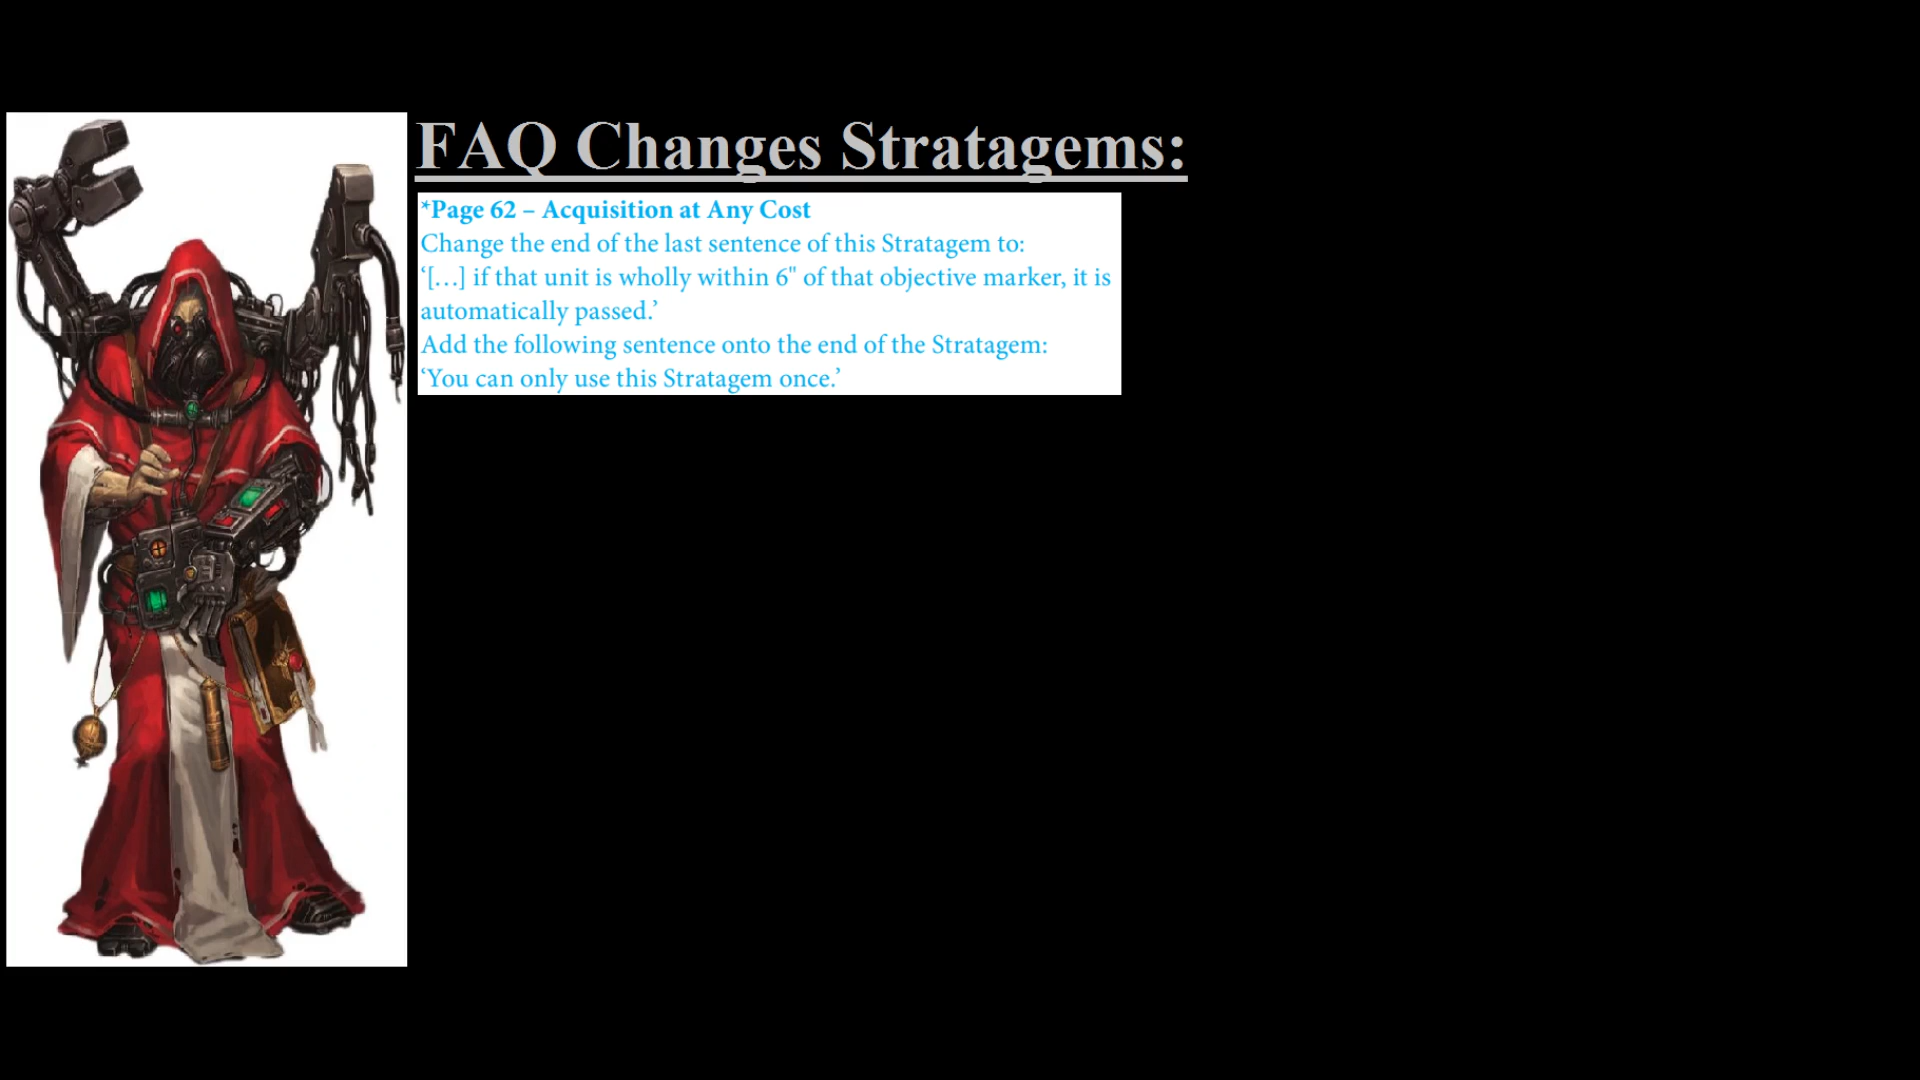 FAQ Changes Stratagems:
*Page 62 – Acquisition at Any Cost
Change the end of the last sentence of this Stratagem to:
‘[…] if that unit is wholly within 6" of that objective marker, it is
automatically passed.’
Add the following sentence onto the end of the Stratagem:
‘You can only use this Stratagem once.’